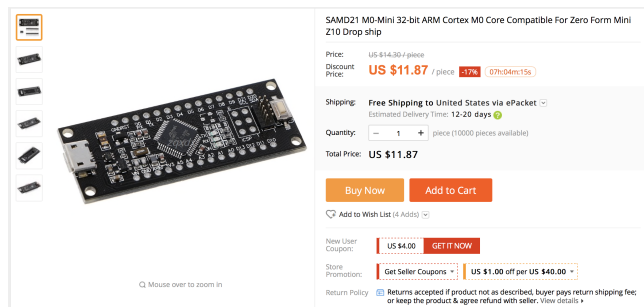 SAMD21 M0-Mini 32-bit ARM Cortex M0 Core Compatible For Zero Form Mini
Z10 Drop ship
Price: US $14.30 / piece
Discount
Price:
US $11.87 / piece -17% 07h:04m:15s
Shipping: Free Shipping to United States via ePacket
Estimated Delivery Time: 12-20 days ?
Quantity: − 1 + piece (10000 pieces available)
Total Price: US $11.87
Buy Now Add to Cart
Add to Wish List (4 Adds)
New User
Coupon:
US $4.00 GET IT NOW
Store
Promotion:
Get Seller Coupons US $1.00 off per US $40.00
Return Policy Returns accepted if product not as described, buyer pays return shipping fee;
or keep the product & agree refund with seller. View details
Mouse over to zoom in